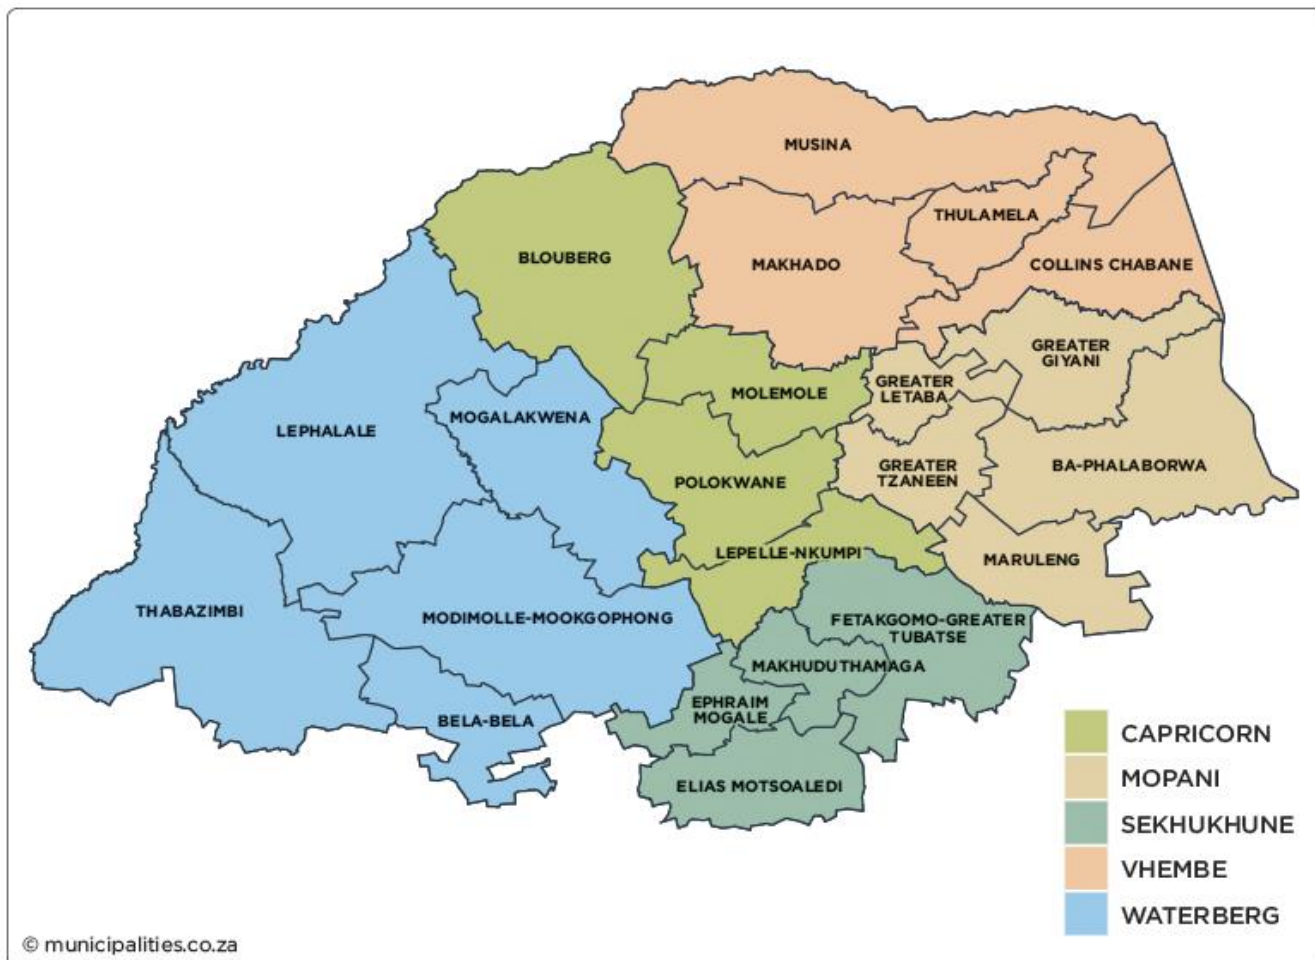 MUSINA
THULAMELA
BLOUBERG
MAKHADO
COLLINS CHABANE
GREATER
GIYANI
GREATER
LETABA
MOLEMOLE
MOGALAKWENA
LEPHALALE
GREATER
TZANEEN
BA-PHALABORWA
POLOKWANE
LEPELLE-NKUMPI
MARULENG
THABAZIMBI
MODIMOLLE-MOOKGOPHONG
FETAKGOMO-GREATER
TUBATSE
MAKHUDUTHAMAGA
EPHRAIM
MOGALE
BELA-BELA
ELIAS MOTSOALEDI
CAPRICORN
MOPANI
SEKHUKHUNE
VHEMBE
WATERBERG
© municipalities.co.za